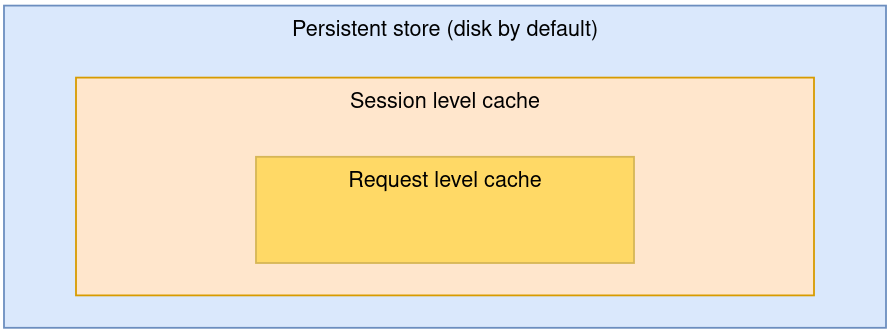 Persistent store (disk by default)
Session level cache
Request level cache